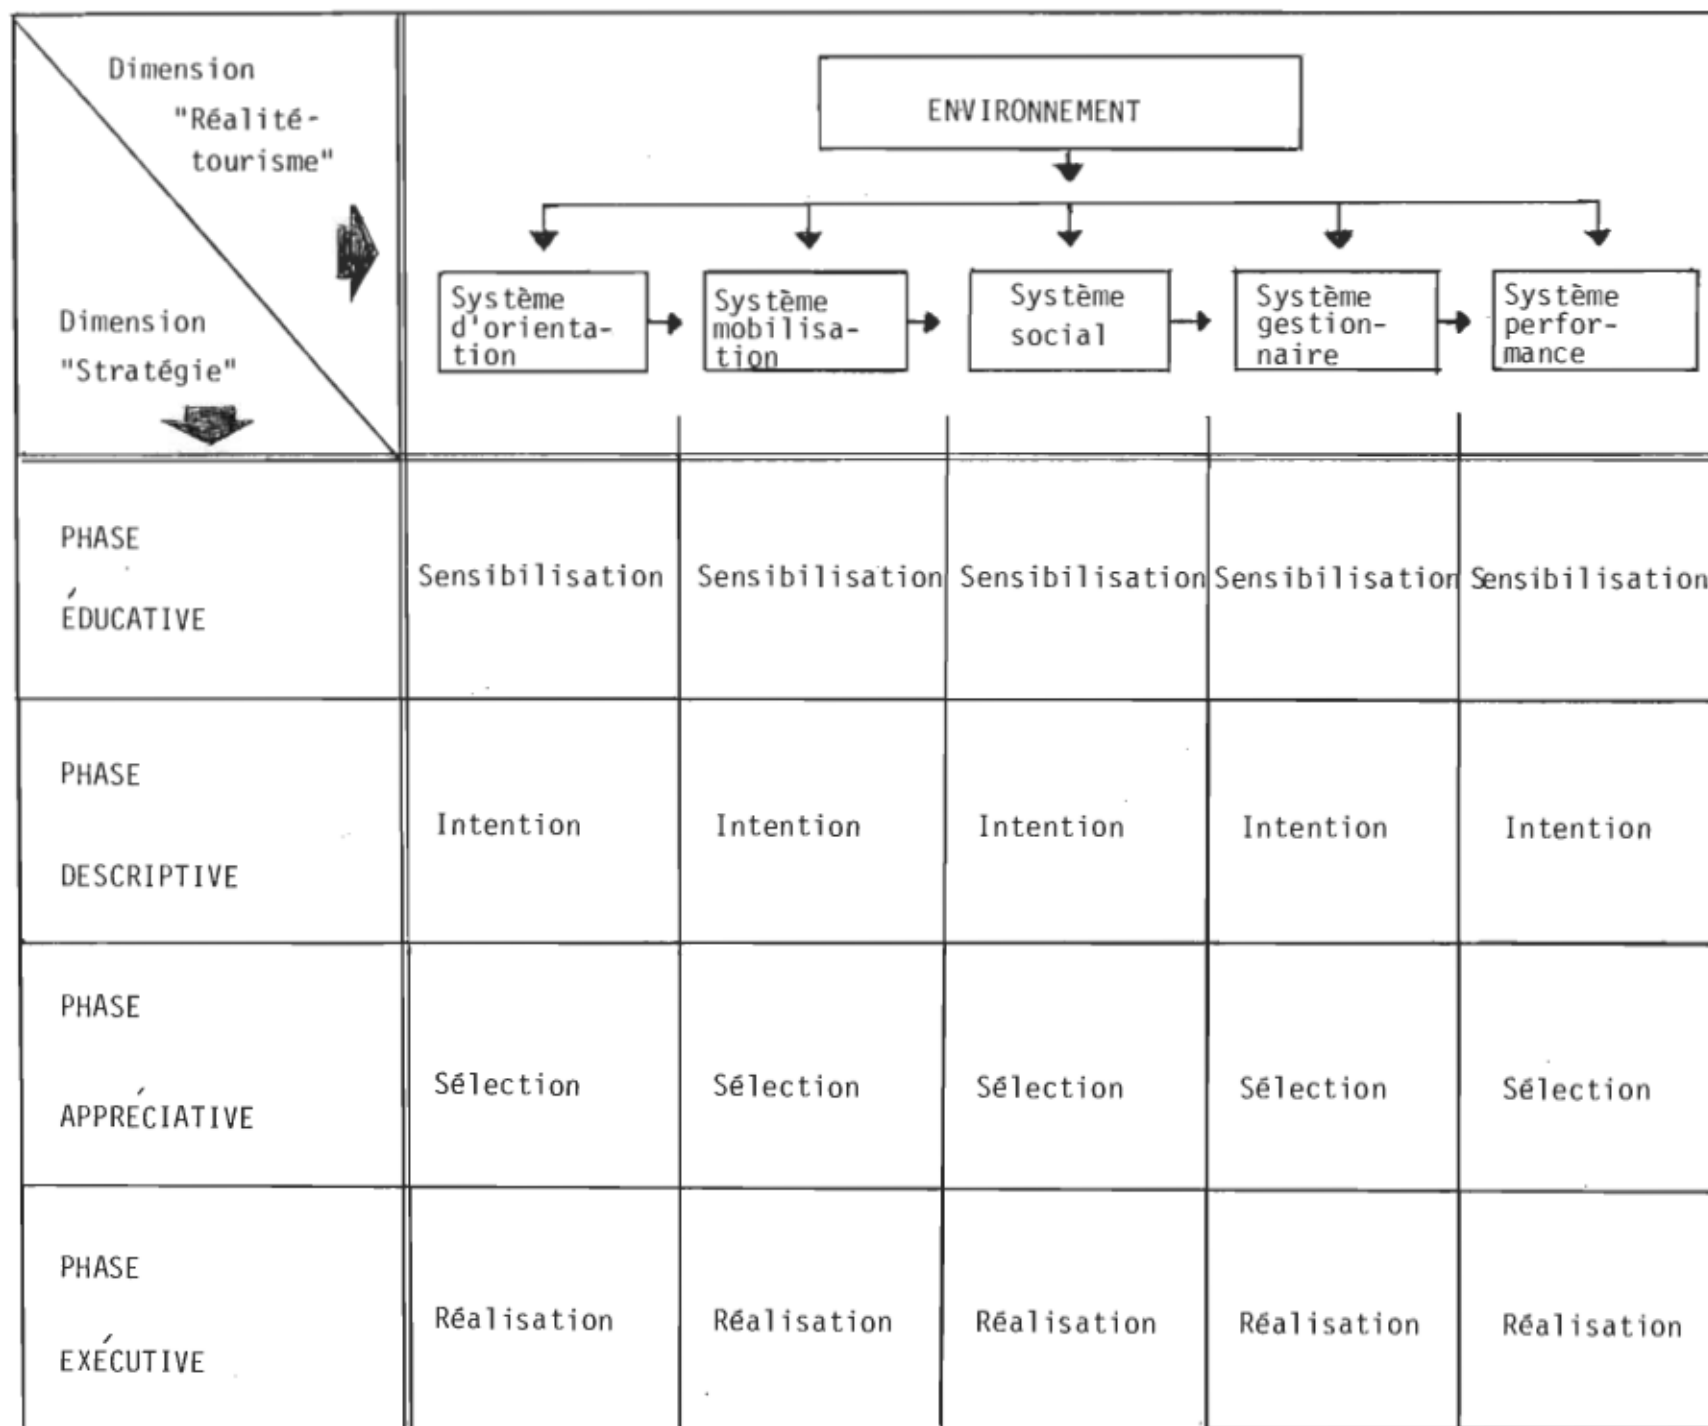 Dimension
"Réalité-
tourisme"
Dimension
"Stratégie"
ENVIRONNEMENT
Système
d'orienta-
tion
Système
mobilisa-
tion
Système
social
Système
gestion-
naire
Système
perfor-
mance
PHASE
ÉDUCATIVE
Sensibilisation Sensibilisation Sensibilisation Sensibilisation Sensibilisation
PHASE
DESCRIPTIVE
Intention Intention Intention Intention Intention
PHASE
APPRÉCIATIVE
Sélection Sélection Sélection Sélection Sélection
PHASE
EXÉCUTIVE
Réalisation Réalisation Réalisation Réalisation Réalisation